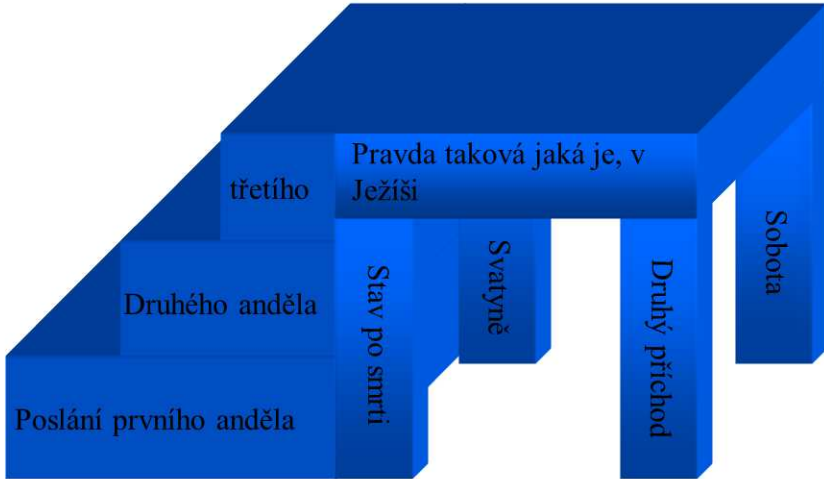 Pravda taková jaká je, v
Ježíši
třetího
Druhého anděla
Poslání prvního anděla
Stav po smrti
Svatyně
Druhý příchod
Sobota